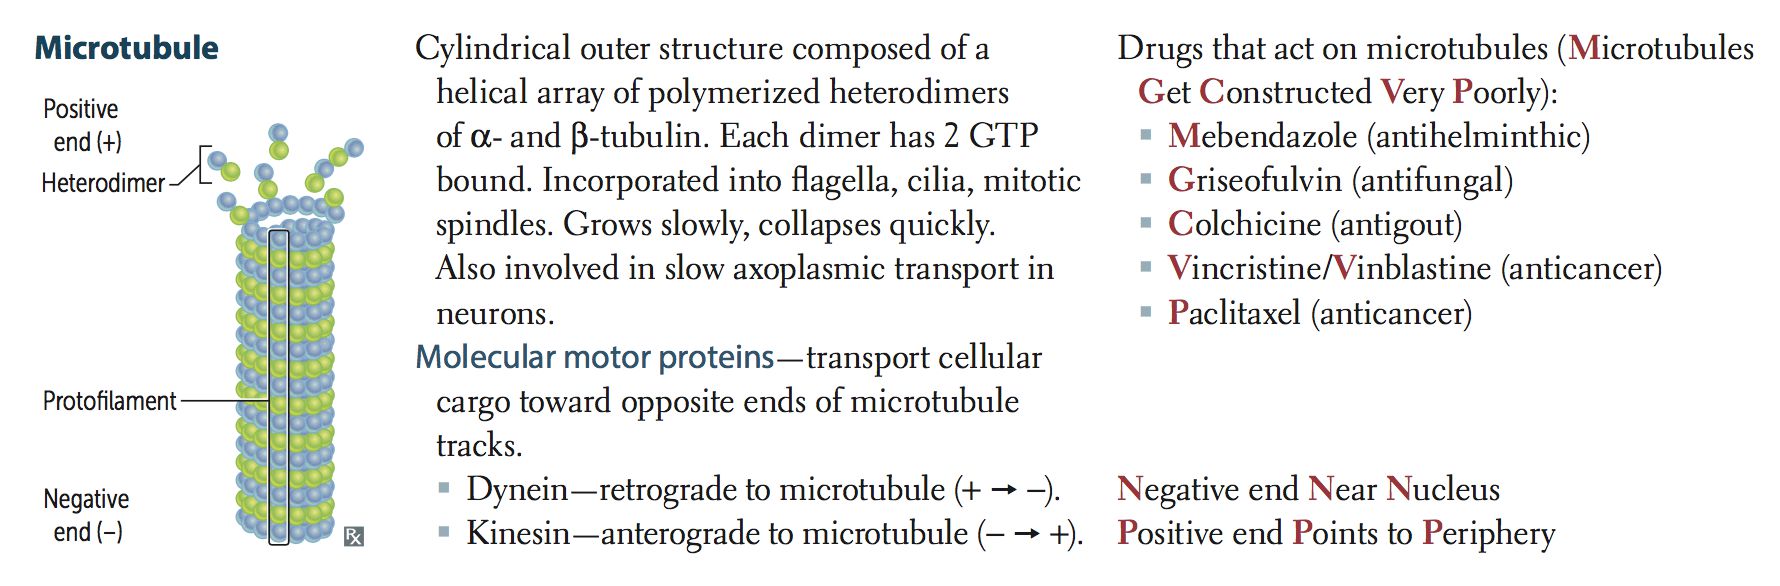 Microtubule
Positive
end (+)
Heterodimer
Protofilament
Negative
end (–)
Rx
Cylindrical outer structure composed of a
helical array of polymerized heterodimers
of α- and β-tubulin. Each dimer has 2 GTP
bound. Incorporated into flagella, cilia, mitotic
spindles. Grows slowly, collapses quickly.
Also involved in slow axoplasmic transport in
neurons.
Molecular motor proteins—transport cellular
cargo toward opposite ends of microtubule
tracks.
▪ Dynein—retrograde to microtubule (+ → –).
▪ Kinesin—anterograde to microtubule (– → +).
Drugs that act on microtubules (Microtubules
Get Constructed Very Poorly):
▪ Mebendazole (antihelminthic)
▪ Griseofulvin (antifungal)
▪ Colchicine (antigout)
▪ Vincristine/Vinblastine (anticancer)
▪ Paclitaxel (anticancer)
Negative end Near Nucleus
Positive end Points to Periphery